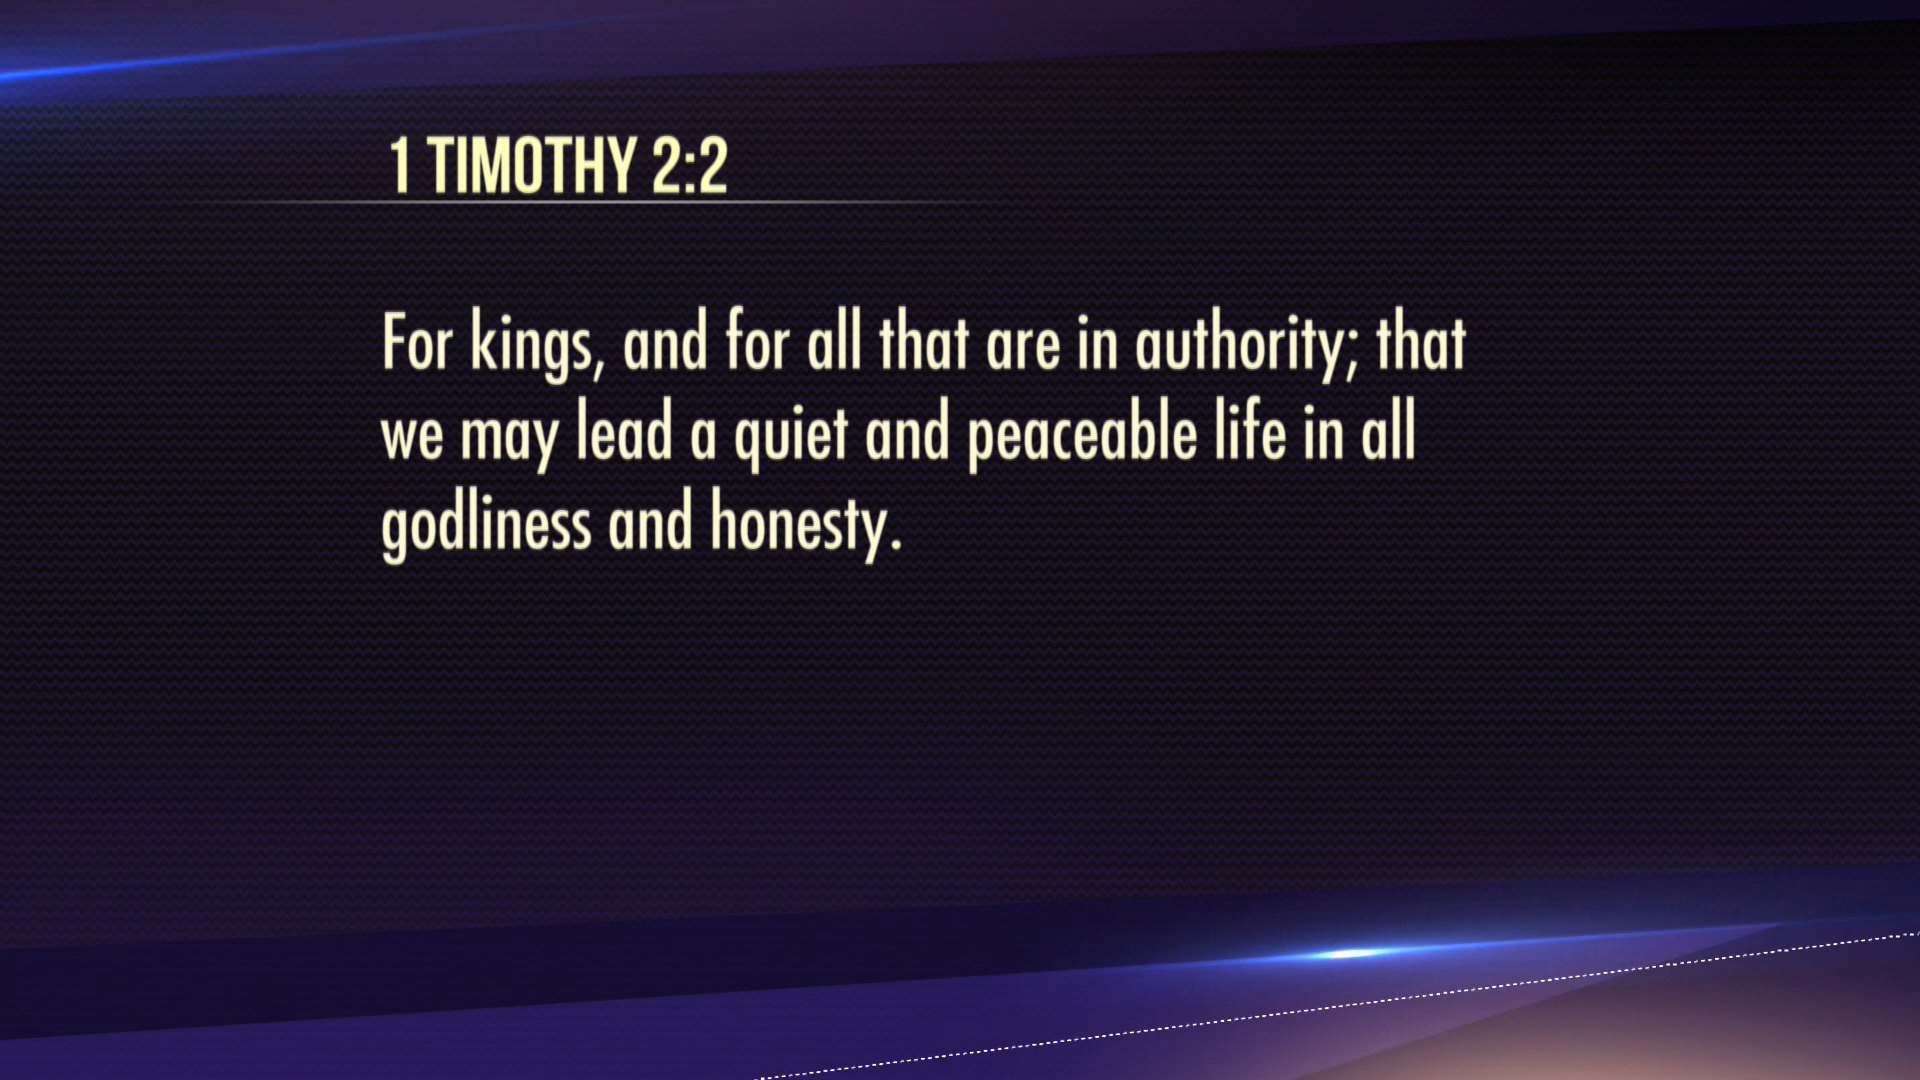 1 TIMOTHY 2:2
For kings, and for all that are in authority; that
we may lead a quiet and peaceable life in all
godliness and honesty.